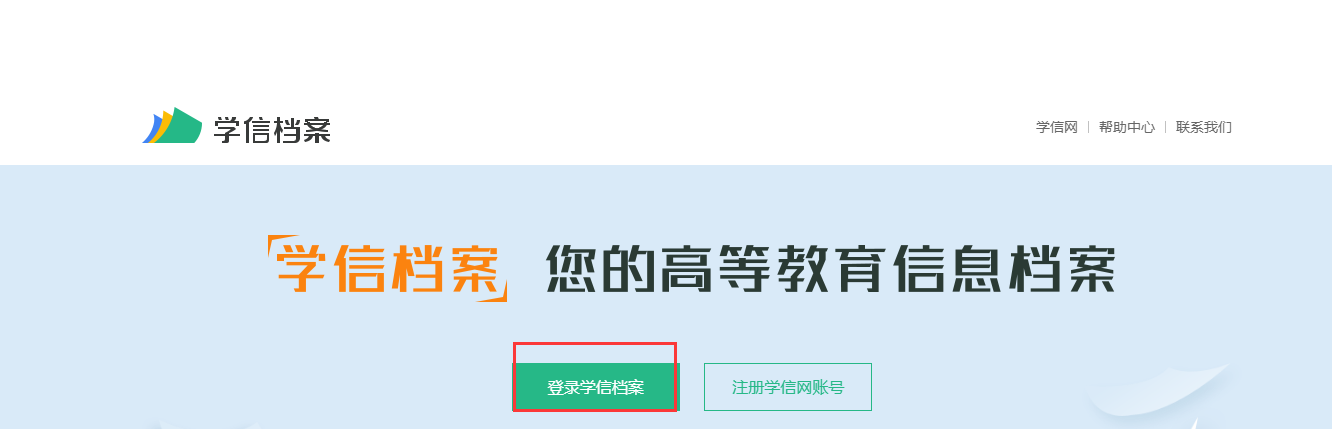 学信档案
学信网 | 帮助中心 | 联系我们
学信档案 您的高等教育信息档案
登录学信档案 注册学信网账号